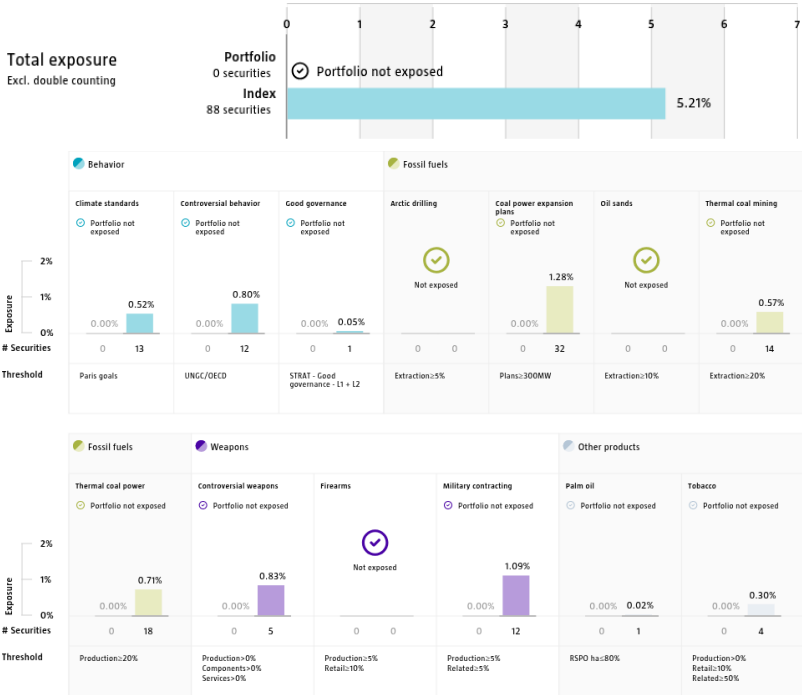 0 1 2 3 4 5 6 7
Total exposure
Excl. double counting
Portfolio
0 securities
Portfolio not exposed
Index
88 securities
5.21%
Behavior
Fossil fuels
Climate standards
Controversial behavior
Good governance
Arctic drilling
Coal power expansion
plans
Oil sands
Thermal coal mining
Portfolio not
exposed
Portfolio not
exposed
Portfolio not
exposed
Not exposed
Portfolio not
exposed
Not exposed
Portfolio not
exposed
Exposure
2%
1%
0%
0.00% 0.52%
0.00% 0.80%
0.00% 0.05%
0.00% 1.28%
0.00% 0.57%
# Securities
0 13
0 12
0 1
0 0
0 32
0 0
0 14
Threshold
Paris goals
UNGC/OECD
STRAT - Good
governance - L1 + L2
Extraction≥5%
Plans≥300MW
Extraction≥10%
Extraction≥20%
Fossil fuels
Weapons
Other products
Thermal coal power
Controversial weapons
Firearms
Military contracting
Palm oil
Tobacco
Portfolio not exposed
Portfolio not exposed
Not exposed
Portfolio not exposed
Portfolio not exposed
Portfolio not exposed
Exposure
2%
1%
0%
0.00% 0.71%
0.00% 0.83%
0.00% 1.09%
0.00% 0.02%
0.00% 0.30%
# Securities
0 18
0 5
0 0
0 12
0 1
0 4
Threshold
Production≥20%
Production>0%
Components>0%
Services>0%
Production≥5%
Retail≥10%
Production≥5%
Related≥5%
RSPO ha≤80%
Production>0%
Retail≥10%
Related≥50%